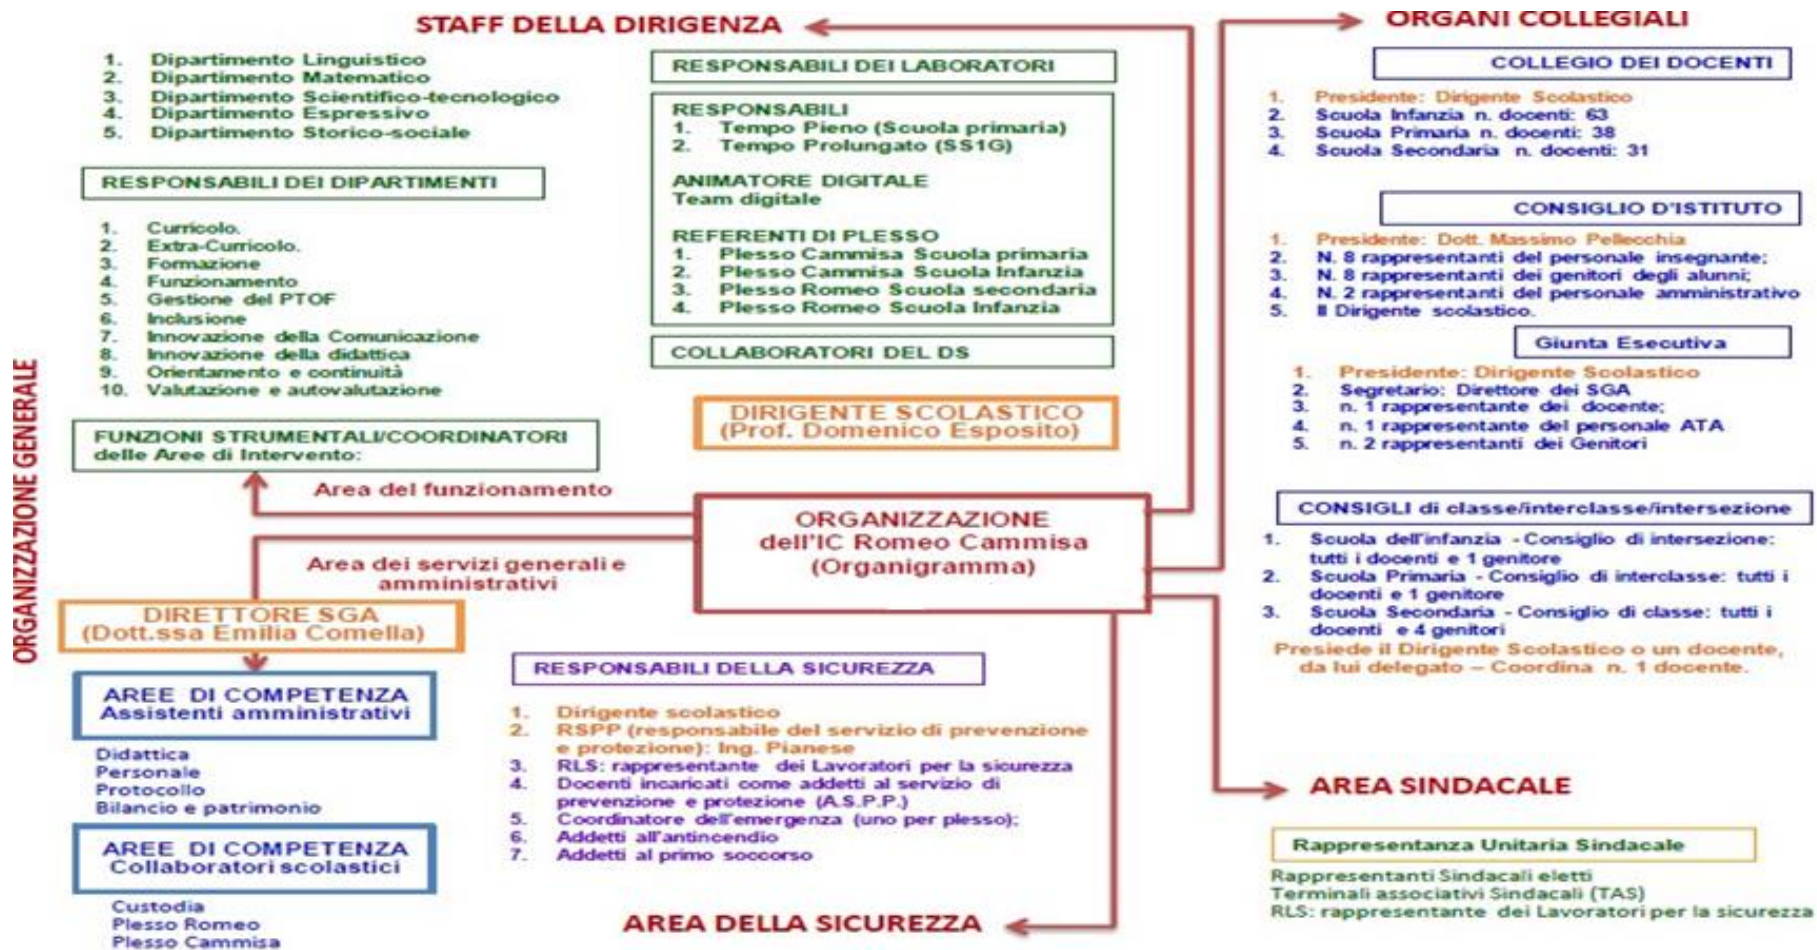 ORGANIZZAZIONE GENERALE
STAFF DELLA DIRIGENZA
1. Dipartimento Linguistico
2. Dipartimento Matematico
3. Dipartimento Scientifico-tecnologico
4. Dipartimento Espressivo
5. Dipartimento Storico-sociale
RESPONSABILI DEI DIPARTIMENTI
1. Curricolo.
2. Extra-Curricolo.
3. Formazione
4. Funzionamento
5. Gestione del PTOF
6. Inclusione
7. Innovazione della Comunicazione
8. Innovazione della didattica
9. Orientamento e continuità
10. Valutazione e autovalutazione
FUNZIONI STRUMENTALI/COORDINATORI
delle Aree di Intervento:
RESPONSABILI DEI LABORATORI
RESPONSABILI
1. Tempo Pieno (Scuola primaria)
2. Tempo Prolungato (SS1G)
ANIMATORE DIGITALE
Team digitale
REFERENTI DI PLESSO
1. Plesso Cammisa Scuola primaria
2. Plesso Cammisa Scuola Infanzia
3. Plesso Romeo Scuola secondaria
4. Plesso Romeo Scuola Infanzia
COLLABORATORI DEL DS
DIRIGENTE SCOLASTICO
(Prof. Domenico Esposito)
Area del funzionamento
ORGANIZZAZIONE
dell'IC Romeo Cammisa
(Organigramma)
Area dei servizi generali e
amministrativi
DIRETTORE SGA
(Dott.ssa Emilia Comella)
AREE DI COMPETENZA
Assistenti amministrativi
Didattica
Personale
Protocollo
Bilancio e patrimonio
AREE DI COMPETENZA
Collaboratori scolastici
Custodia
Plesso Romeo
Plesso Cammisa
RESPONSABILI DELLA SICUREZZA
1. Dirigente scolastico
2. RSPP (responsabile del servizio di prevenzione
e protezione): Ing. Pianese
3. RLS: rappresentante dei Lavoratori per la sicurezza
4. Docenti incaricati come addetti al servizio di
prevenzione e protezione (A.S.P.P.)
5. Coordinatore dell'emergenza (uno per plesso);
6. Addetti all'antincendio
7. Addetti al primo soccorso
AREA DELLA SICUREZZA
ORGANI COLLEGIALI
COLLEGIO DEI DOCENTI
1. Presidente: Dirigente Scolastico
2. Scuola Infanzia n. docenti: 63
3. Scuola Primaria n. docenti: 38
4. Scuola Secondaria n. docenti: 31
CONSIGLIO D'ISTITUTO
1. Presidente: Dott. Massimo Pellecchia
2. N. 8 rappresentanti del personale insegnante;
3. N. 8 rappresentanti dei genitori degli alunni;
4. N. 2 rappresentanti del personale amministrativo
5. Il Dirigente scolastico.
Giunta Esecutiva
1. Presidente: Dirigente Scolastico
2. Segretario: Direttore dei SGA
3. n. 1 rappresentante dei docente;
4. n. 1 rappresentante del personale ATA
5. n. 2 rappresentanti dei Genitori
CONSIGLI di classe/interclasse/intersezione
1. Scuola dell'infanzia - Consiglio di intersezione:
tutti i docenti e 1 genitore
2. Scuola Primaria - Consiglio di interclasse: tutti i
docenti e 1 genitore
3. Scuola Secondaria - Consiglio di classe: tutti i
docenti e 4 genitori
Presiede il Dirigente Scolastico o un docente,
da lui delegato – Coordina n. 1 docente.
AREA SINDACALE
Rappresentanza Unitaria Sindacale
Rappresentanti Sindacali eletti
Terminali associativi Sindacali (TAS)
RLS: rappresentante dei Lavoratori per la sicurezza